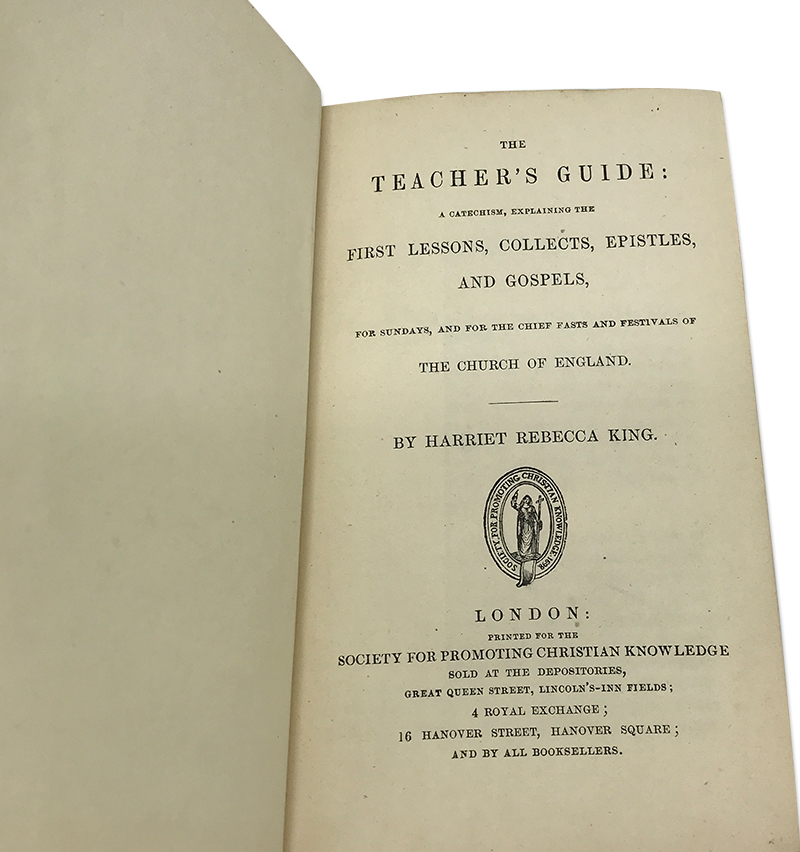 THE
TEACHER'S GUIDE:
A CATECHISM, EXPLAINING THE
FIRST LESSONS, COLLECTS, EPISTLES,
AND GOSPELS,
FOR SUNDAYS, AND FOR THE CHIEF FASTS AND FESTIVALS OF
THE CHURCH OF ENGLAND.
BY HARRIET REBECCA KING.
SOCIETY FOR PROMOTING CHRISTIAN KNOWLEDGE. 1698.
LONDON:
PRINTED FOR THE
SOCIETY FOR PROMOTING CHRISTIAN KNOWLEDGE
SOLD AT THE DEPOSITORIES,
GREAT QUEEN STREET, LINCOLN'S-INN FIELDS;
4 ROYAL EXCHANGE;
16 HANOVER STREET, HANOVER SQUARE;
AND BY ALL BOOKSELLERS.